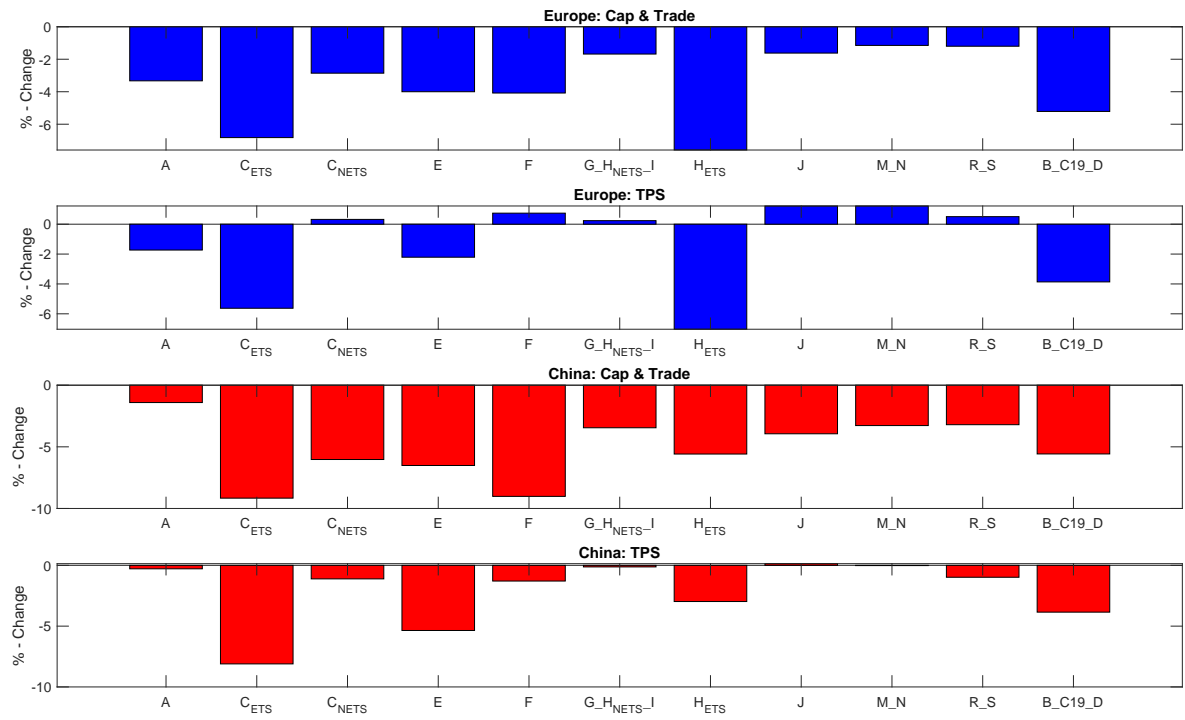 Europe: Cap & Trade
% - Change
0
-2
-4
-6
A C_ETS C_NETS E F G_H_NETS_I H_ETS J M_N R_S B_C19_D
Europe: TPS
% - Change
0
-2
-4
-6
A C_ETS C_NETS E F G_H_NETS_I H_ETS J M_N R_S B_C19_D
China: Cap & Trade
% - Change
0
-5
-10
A C_ETS C_NETS E F G_H_NETS_I H_ETS J M_N R_S B_C19_D
China: TPS
% - Change
0
-5
-10
A C_ETS C_NETS E F G_H_NETS_I H_ETS J M_N R_S B_C19_D